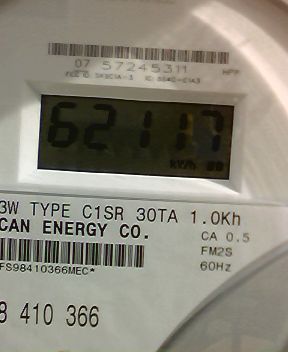 07 57245311
62117
kWh
3W TYPE C1SR 30TA 1.0Kh
CAN ENERGY CO.
CA 0.5
FM2S
60Hz
FS98410366MEC*
8 410 366